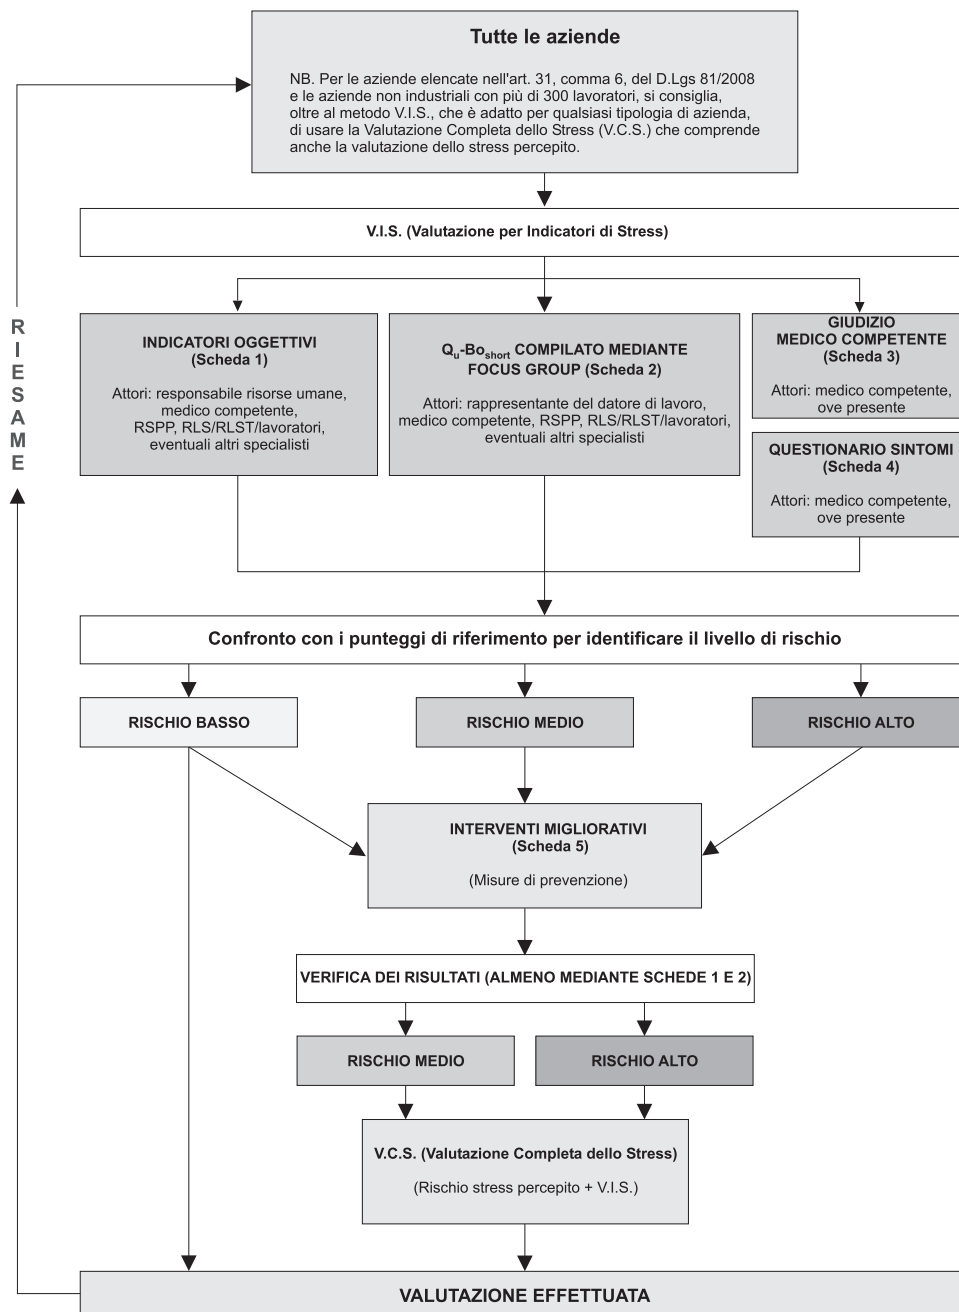 Tutte le aziende
NB. Per le aziende elencate nell'art. 31, comma 6, del D.Lgs 81/2008
e le aziende non industriali con più di 300 lavoratori, si consiglia,
oltre al metodo V.I.S., che è adatto per qualsiasi tipologia di azienda,
di usare la Valutazione Completa dello Stress (V.C.S.) che comprende
anche la valutazione dello stress percepito.
V.I.S. (Valutazione per Indicatori di Stress)
RIESAME
INDICATORI OGGETTIVI
(Scheda 1)
Attori: responsabile risorse umane,
medico competente,
RSPP, RLS/RLST/lavoratori,
eventuali altri specialisti
Qu-Boshort COMPILATO MEDIANTE
FOCUS GROUP (Scheda 2)
Attori: rappresentante del datore di lavoro,
medico competente, RSPP, RLS/RLST/lavoratori,
eventuali altri specialisti
GIUDIZIO
MEDICO COMPETENTE
(Scheda 3)
Attori: medico competente,
ove presente
QUESTIONARIO SINTOMI
(Scheda 4)
Attori: medico competente,
ove presente
Confronto con i punteggi di riferimento per identificare il livello di rischio
RISCHIO BASSO
RISCHIO MEDIO
RISCHIO ALTO
INTERVENTI MIGLIORATIVI
(Scheda 5)
(Misure di prevenzione)
VERIFICA DEI RISULTATI (ALMENO MEDIANTE SCHEDE 1 E 2)
RISCHIO MEDIO
RISCHIO ALTO
V.C.S. (Valutazione Completa dello Stress)
(Rischio stress percepito + V.I.S.)
VALUTAZIONE EFFETTUATA